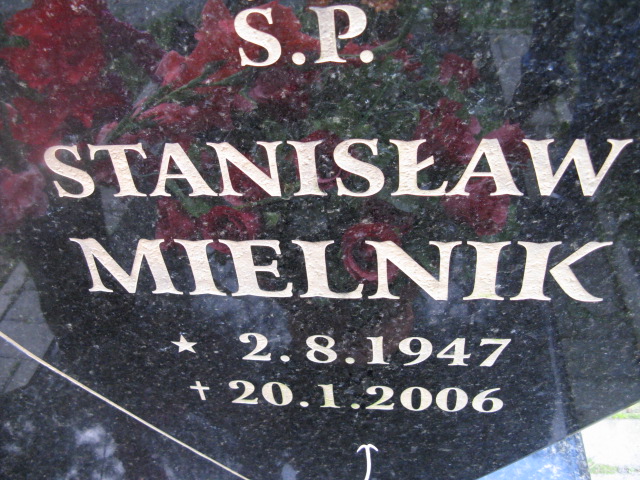 S.P.
STANISŁAW
MIELNIK
★ 2.8.1947
✝ 20.1.2006